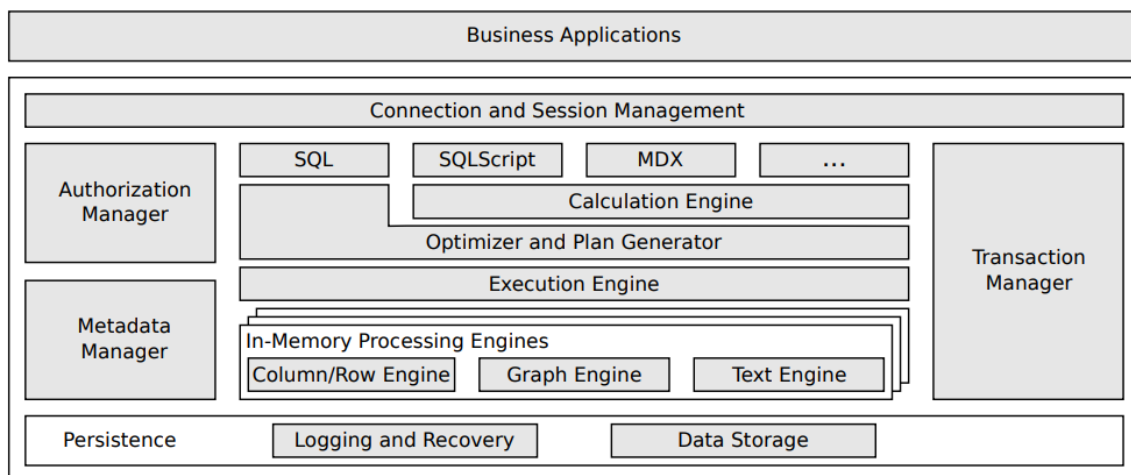 Business Applications
Connection and Session Management
Authorization
Manager
SQL
SQLScript
MDX
...
Calculation Engine
Optimizer and Plan Generator
Execution Engine
Transaction
Manager
Metadata
Manager
In-Memory Processing Engines
Column/Row Engine
Graph Engine
Text Engine
Persistence
Logging and Recovery
Data Storage